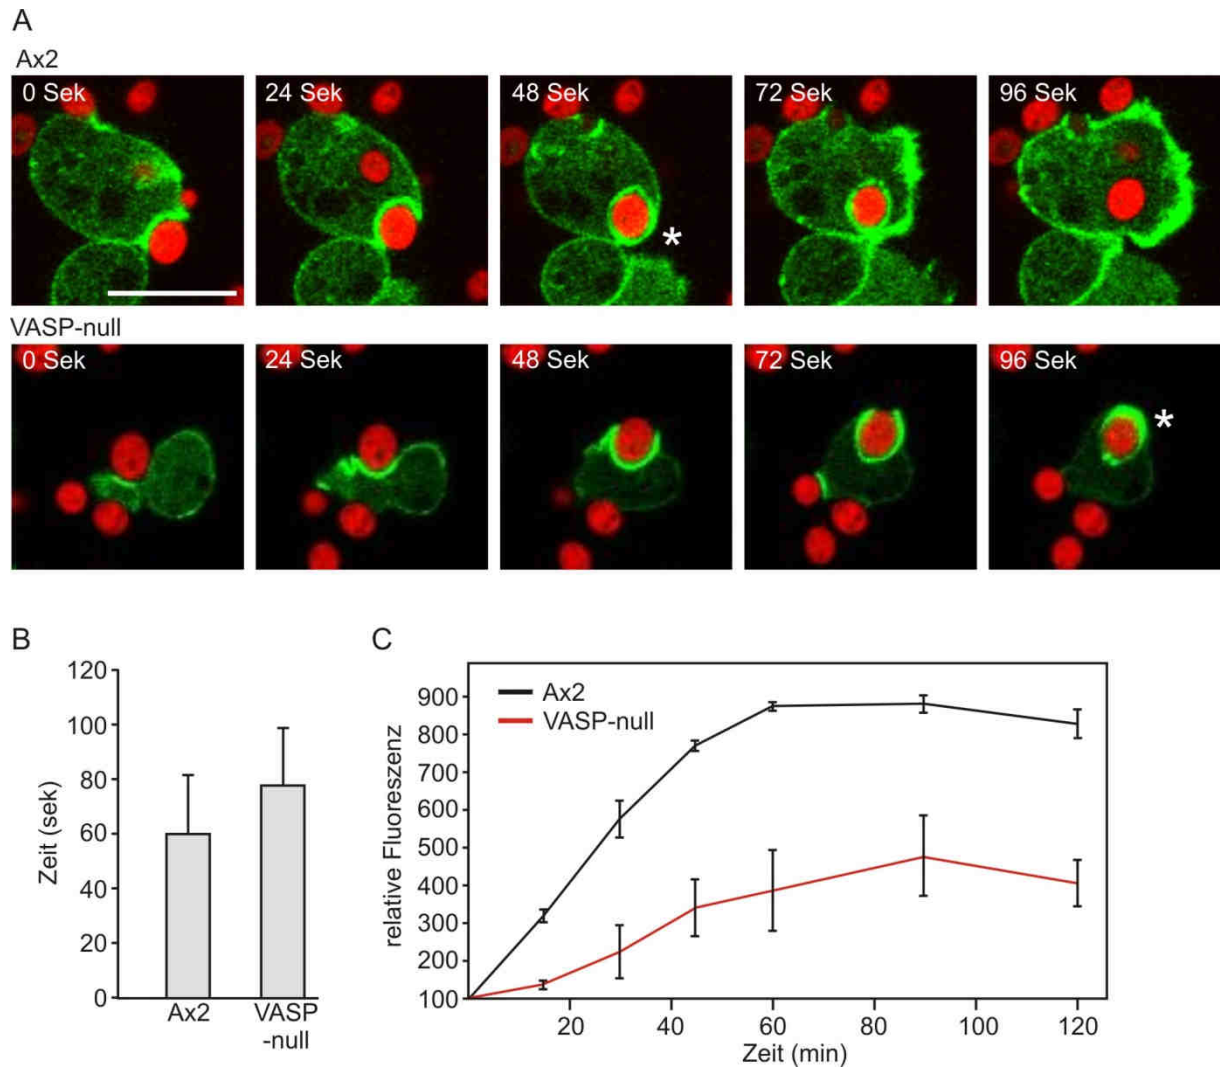 A
Ax2
0 Sek
24 Sek
48 Sek
72 Sek
96 Sek
*
VASP-null
0 Sek
24 Sek
48 Sek
72 Sek
96 Sek
*
B
120
100
80
60
40
20
0
Zeit (sek)
Ax2
VASP
-null
C
Ax2
VASP-null
900
800
700
600
500
400
300
200
100
relative Fluoreszenz
20
40
60
80
100
120
Zeit (min)